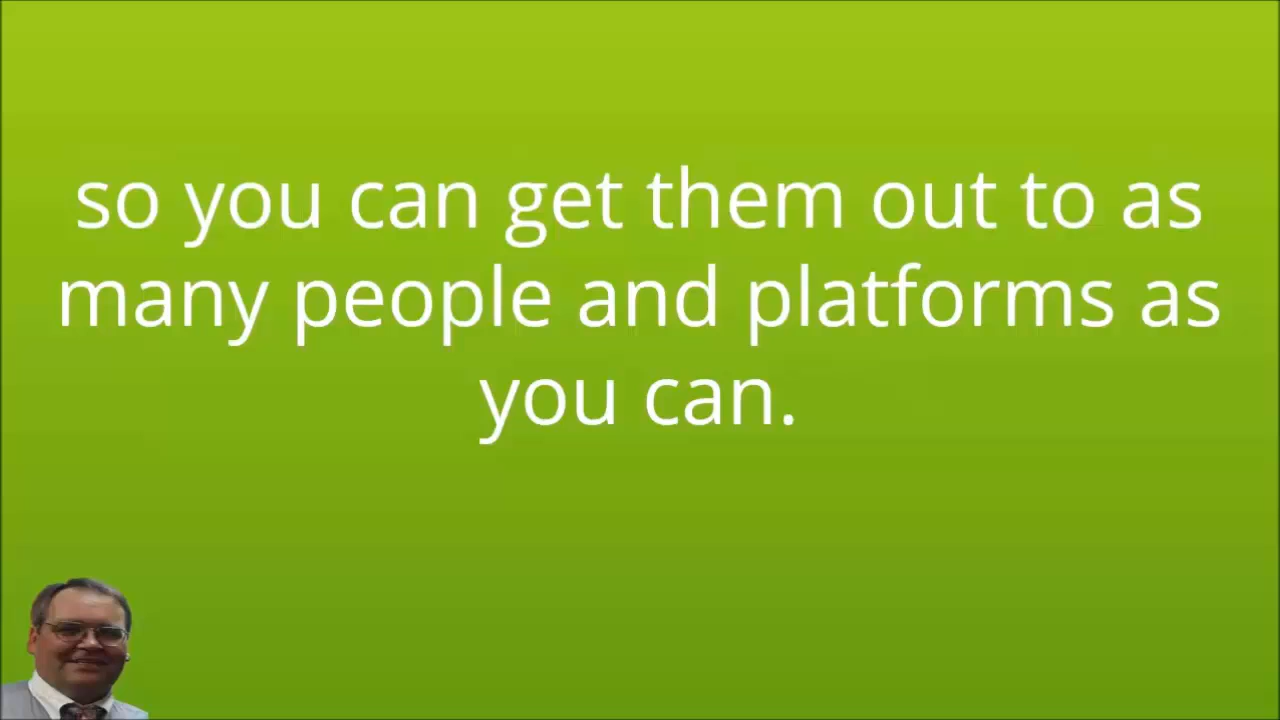 so you can get them out to as
many people and platforms as
you can.